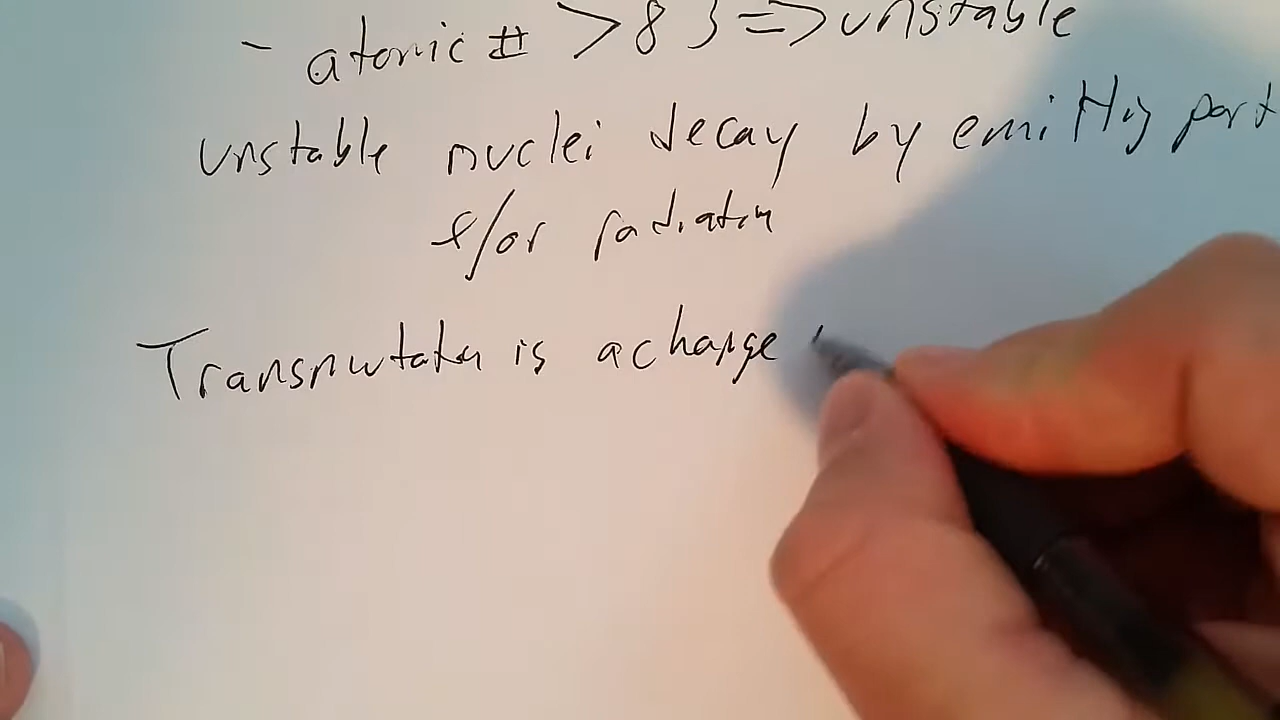 - atomic # > 83 => unstable
unstable nuclei decay by emitting part
&/or radiation
Transmutation is a change